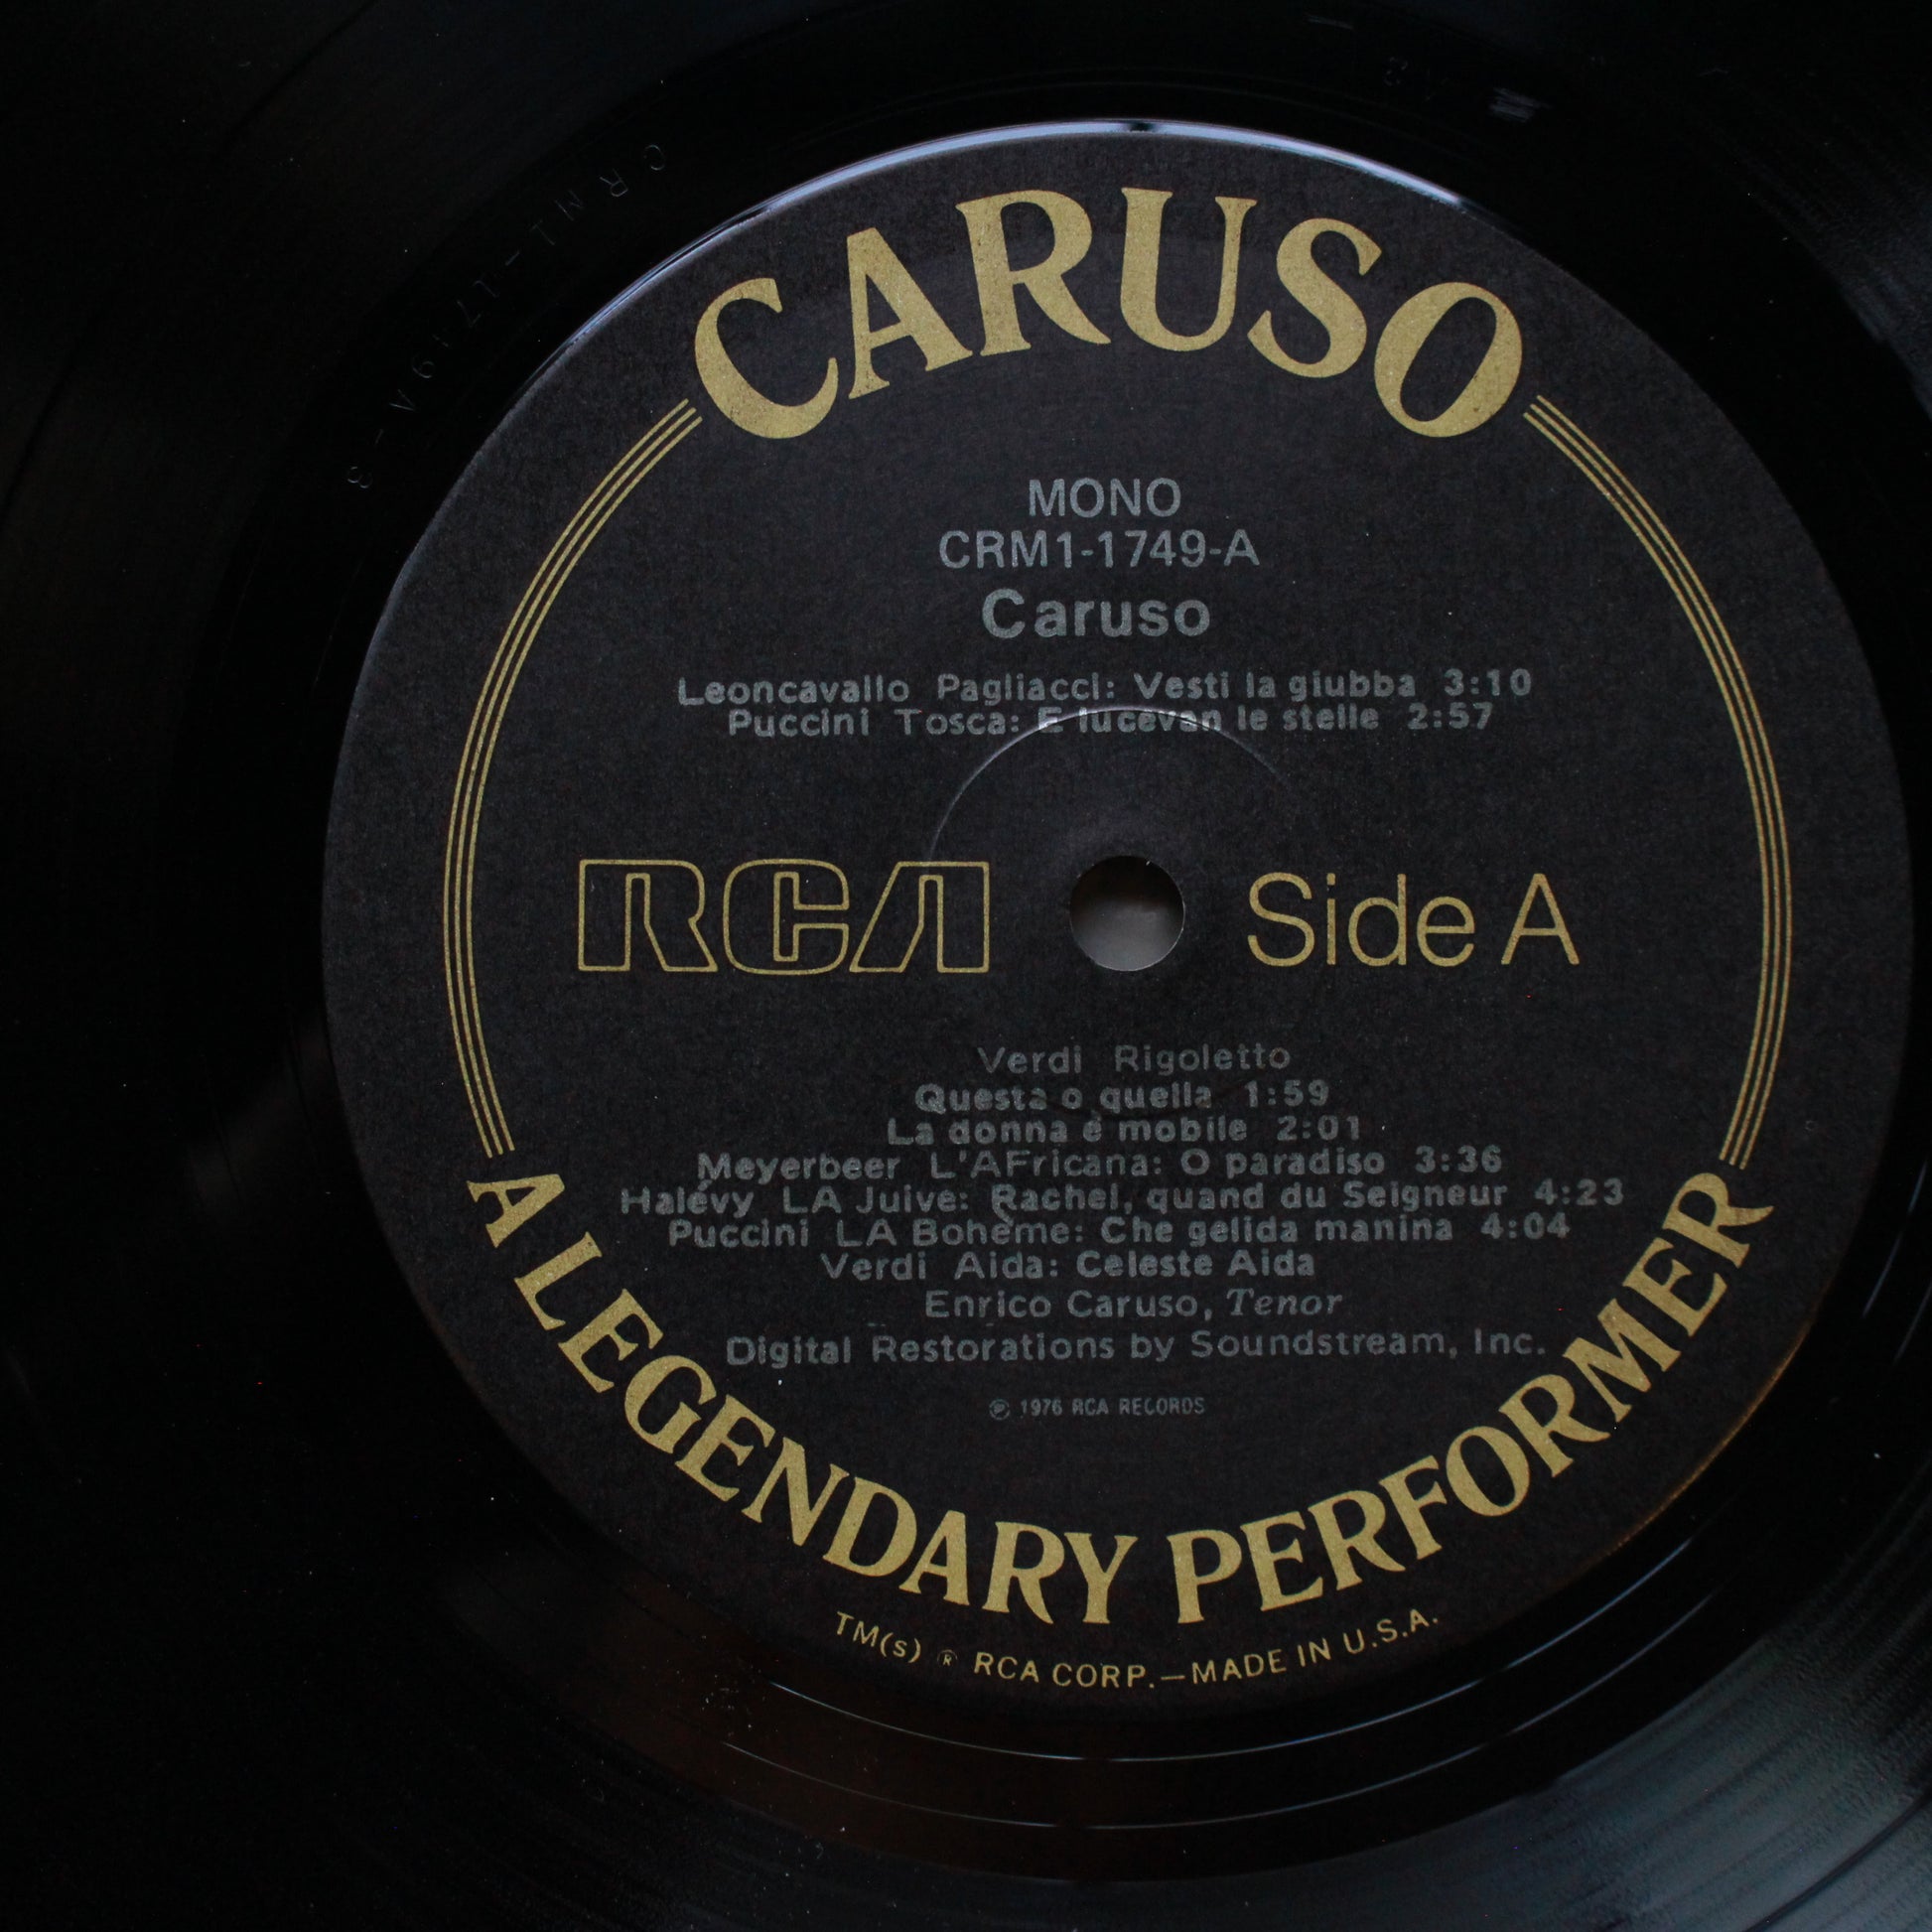 CARUSO
MONO
CRM1-1749-A
Caruso
Leoncavallo Pagliacci: Vesti la giubba 3:10
Puccini Tosca: E lucevan le stelle 2:57
RCA
Side A
Verdi Rigoletto
Questa o quella 1:59
La donna è mobile 2:01
Meyerbeer L'AFricana: O paradiso 3:36
Halévy LA Juive: Rachel, quand du Seigneur 4:23
Puccini LA Bohème: Che gelida manina 4:04
Verdi Aida: Celeste Aida
Enrico Caruso, Tenor
Digital Restorations by Soundstream, Inc.
℗ 1976 RCA RECORDS
A LEGENDARY PERFORMER
TM(s) ® RCA CORP.—MADE IN U.S.A.